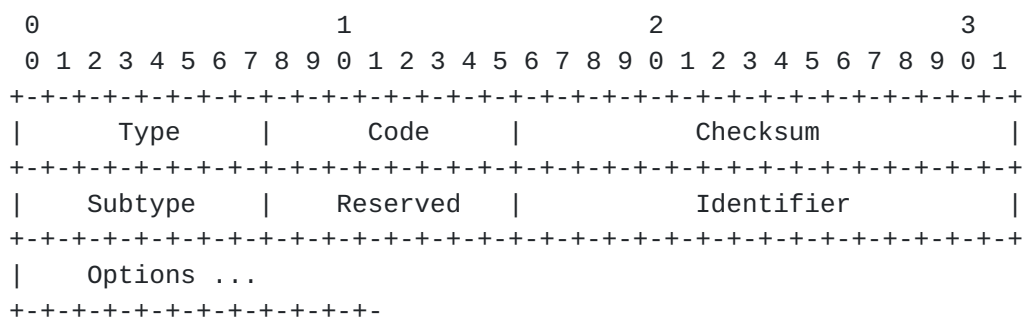 0                   1                   2                   3
 0 1 2 3 4 5 6 7 8 9 0 1 2 3 4 5 6 7 8 9 0 1 2 3 4 5 6 7 8 9 0 1
+-+-+-+-+-+-+-+-+-+-+-+-+-+-+-+-+-+-+-+-+-+-+-+-+-+-+-+-+-+-+-+-+
|      Type     |      Code     |           Checksum            |
+-+-+-+-+-+-+-+-+-+-+-+-+-+-+-+-+-+-+-+-+-+-+-+-+-+-+-+-+-+-+-+-+
|    Subtype    |    Reserved   |           Identifier          |
+-+-+-+-+-+-+-+-+-+-+-+-+-+-+-+-+-+-+-+-+-+-+-+-+-+-+-+-+-+-+-+-+
|    Options ...
+-+-+-+-+-+-+-+-+-+-+-+-